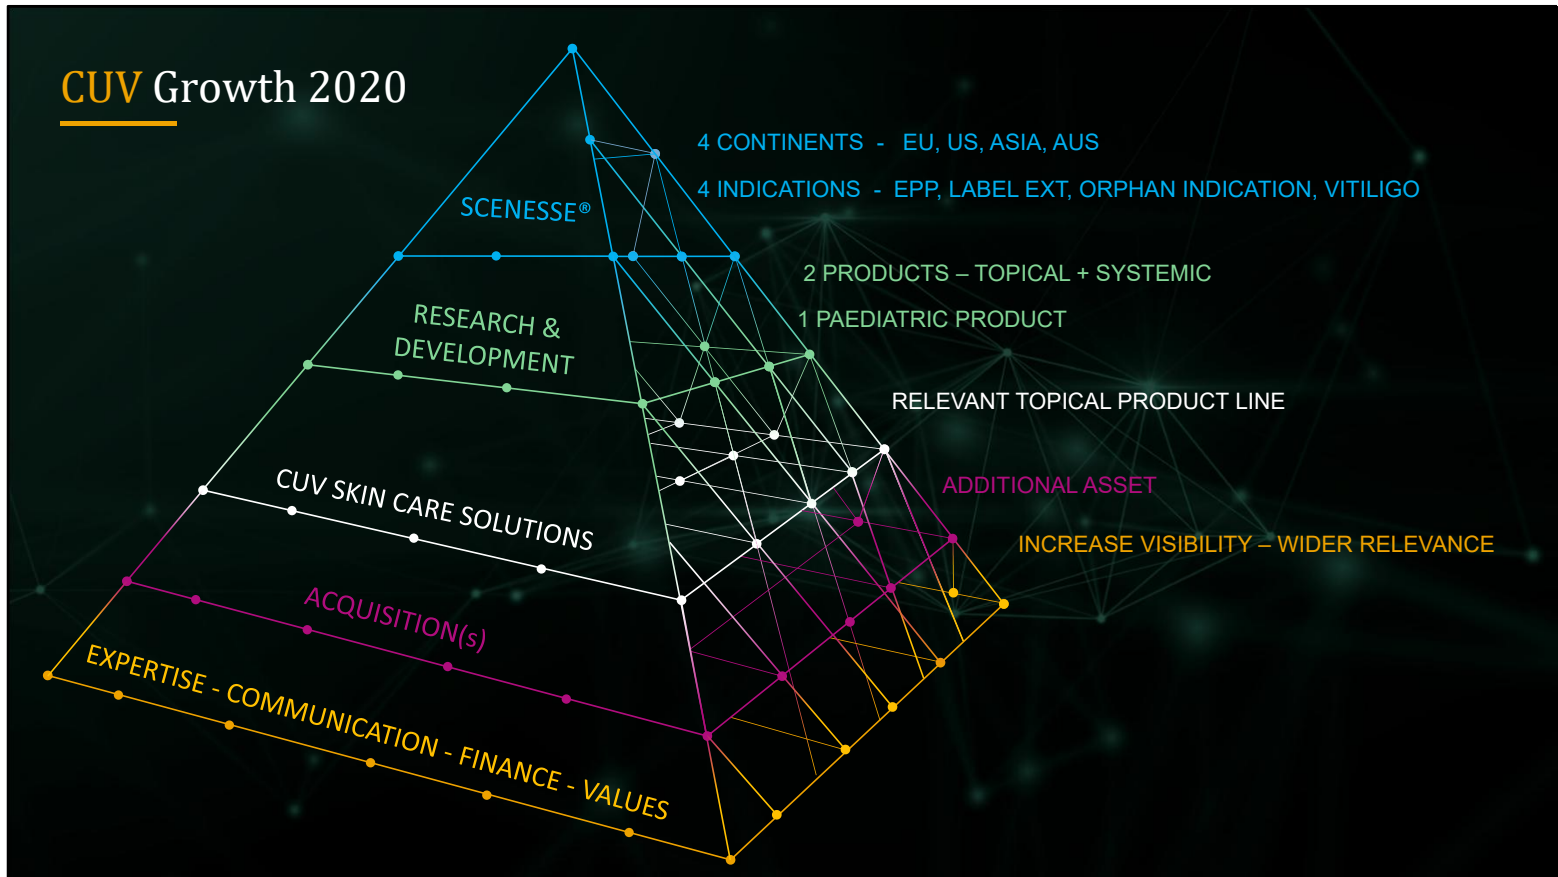 CUV Growth 2020
4 CONTINENTS - EU, US, ASIA, AUS
4 INDICATIONS - EPP, LABEL EXT, ORPHAN INDICATION, VITILIGO
SCENESSE®
2 PRODUCTS – TOPICAL + SYSTEMIC
1 PAEDIATRIC PRODUCT
RESEARCH &
DEVELOPMENT
RELEVANT TOPICAL PRODUCT LINE
CUV SKIN CARE SOLUTIONS
ADDITIONAL ASSET
ACQUISITION(s)
INCREASE VISIBILITY – WIDER RELEVANCE
EXPERTISE - COMMUNICATION - FINANCE - VALUES